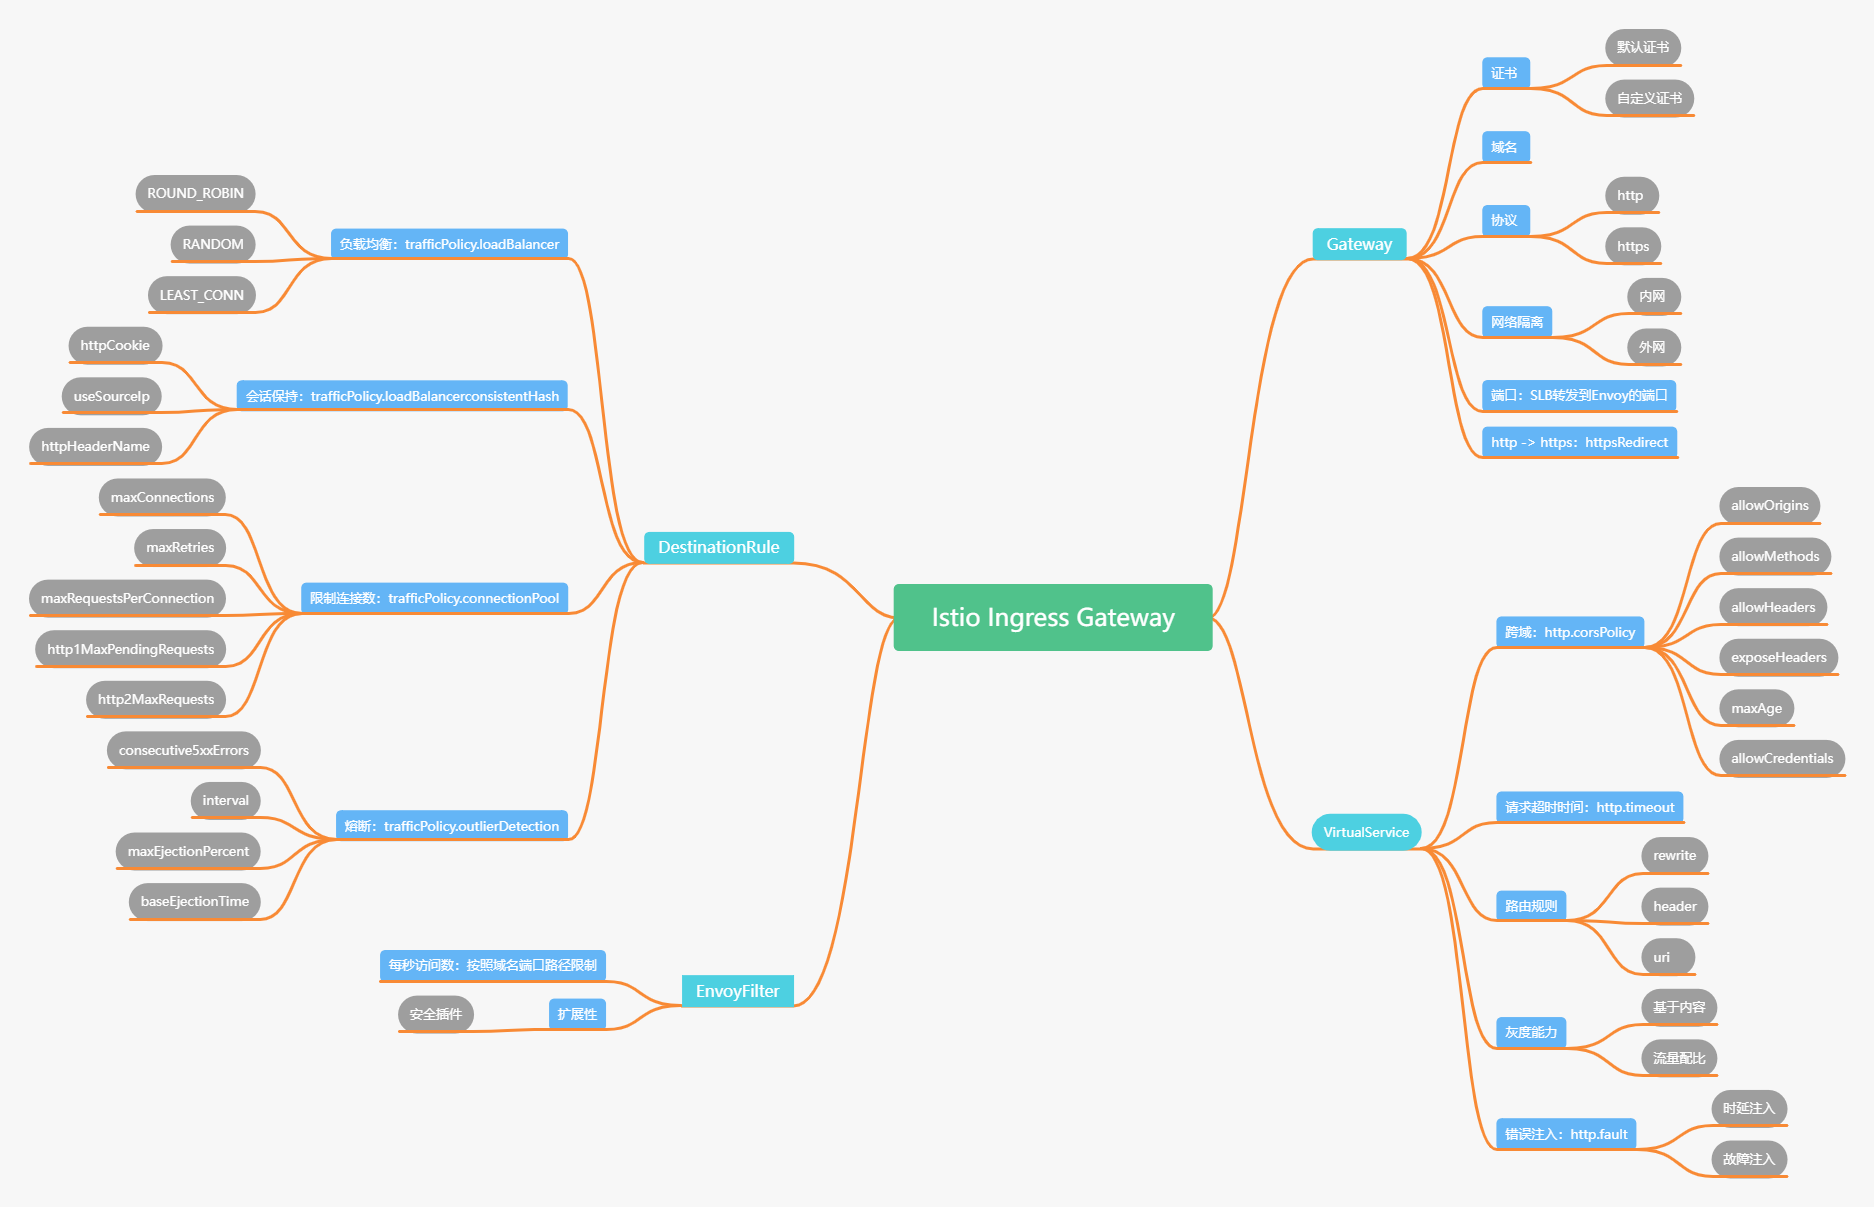 Istio Ingress Gateway
Gateway
证书
默认证书
自定义证书
域名
协议
http
https
网络隔离
内网
外网
端口：SLB转发到Envoy的端口
http -> https：httpsRedirect
VirtualService
跨域：http.corsPolicy
allowOrigins
allowMethods
allowHeaders
exposeHeaders
maxAge
allowCredentials
请求超时时间：http.timeout
路由规则
rewrite
header
uri
灰度能力
基于内容
流量配比
错误注入：http.fault
时延注入
故障注入
DestinationRule
负载均衡：trafficPolicy.loadBalancer
ROUND_ROBIN
RANDOM
LEAST_CONN
会话保持：trafficPolicy.loadBalancerconsistentHash
httpCookie
useSourceIp
httpHeaderName
限制连接数：trafficPolicy.connectionPool
maxConnections
maxRetries
maxRequestsPerConnection
http1MaxPendingRequests
http2MaxRequests
熔断：trafficPolicy.outlierDetection
consecutive5xxErrors
interval
maxEjectionPercent
baseEjectionTime
EnvoyFilter
每秒访问数：按照域名端口路径限制
扩展性
安全插件